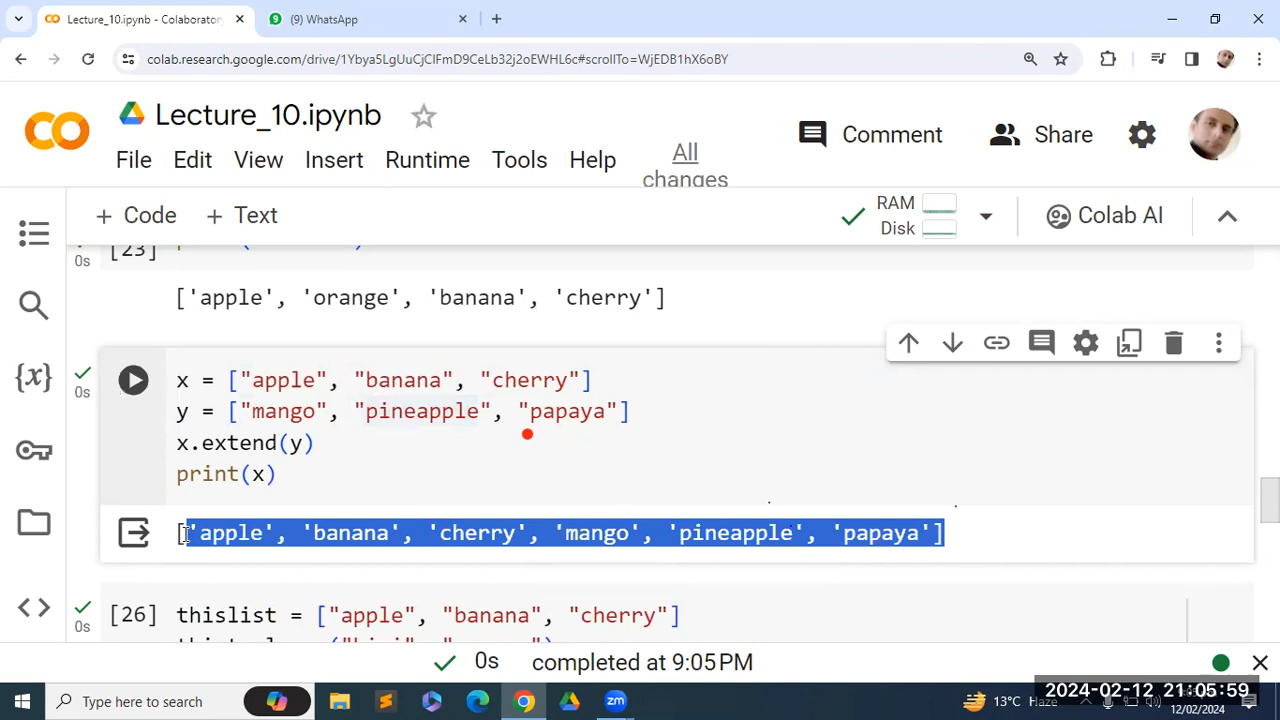 Lecture_10.ipynb - Colaborator
(9) WhatsApp
colab.research.google.com/drive/1Ybya5LgUuCjCIFmD9CeLb32j2oEWHL6c#scrollTo=WjEDB1hX6oBY
Lecture_10.ipynb
Comment
Share
File Edit View Insert Runtime Tools Help
All changes
+ Code + Text
RAM
Disk
Colab AI
[23]
0s
['apple', 'orange', 'banana', 'cherry']
0s
x = ["apple", "banana", "cherry"]
y = ["mango", "pineapple", "papaya"]
x.extend(y)
print(x)
['apple', 'banana', 'cherry', 'mango', 'pineapple', 'papaya']
[26] thislist = ["apple", "banana", "cherry"]
0s
0s completed at 9:05PM
Type here to search
13°C Haze
2024-02-12 21:05:59
12/02/2024